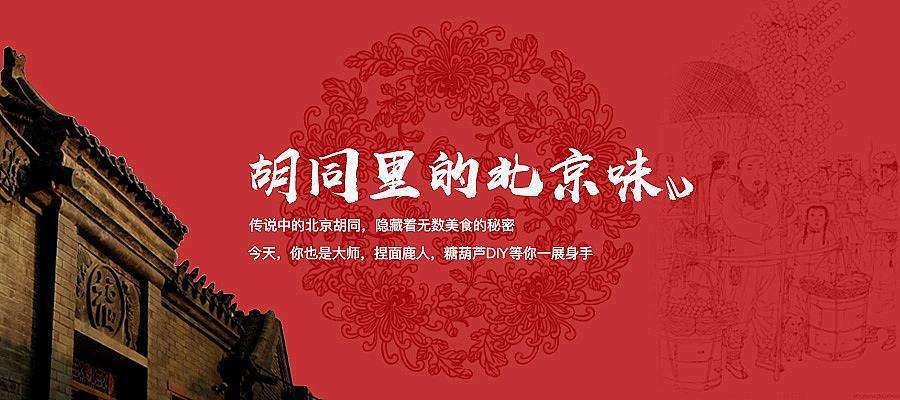 胡同里的北京味儿
传说中的北京胡同，隐藏着无数美食的秘密
今天，你也是大师，捏面鹿人，糖葫芦DIY等你一展身手